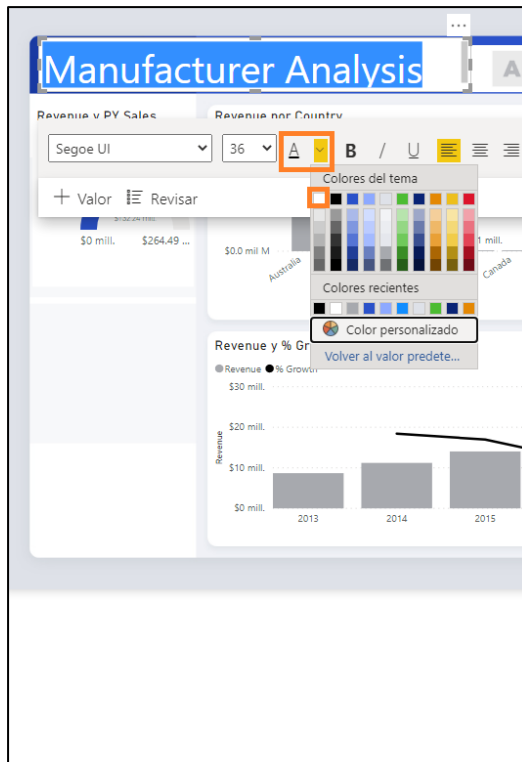 ...
Manufacturer Analysis
A
Revenue y PY Sales
Revenue por Country
Segoe UI 36 A B / U
Colores del tema
+ Valor Revisar
$0 mill. $264.49 ...
$0.0 mil M
Australia
1 mill.
Canada
Colores recientes
Color personalizado
Volver al valor predete...
Revenue y % Gr
Revenue % Growth
$30 mill.
$20 mill.
$10 mill.
$0 mill.
Revenue
2013 2014 2015